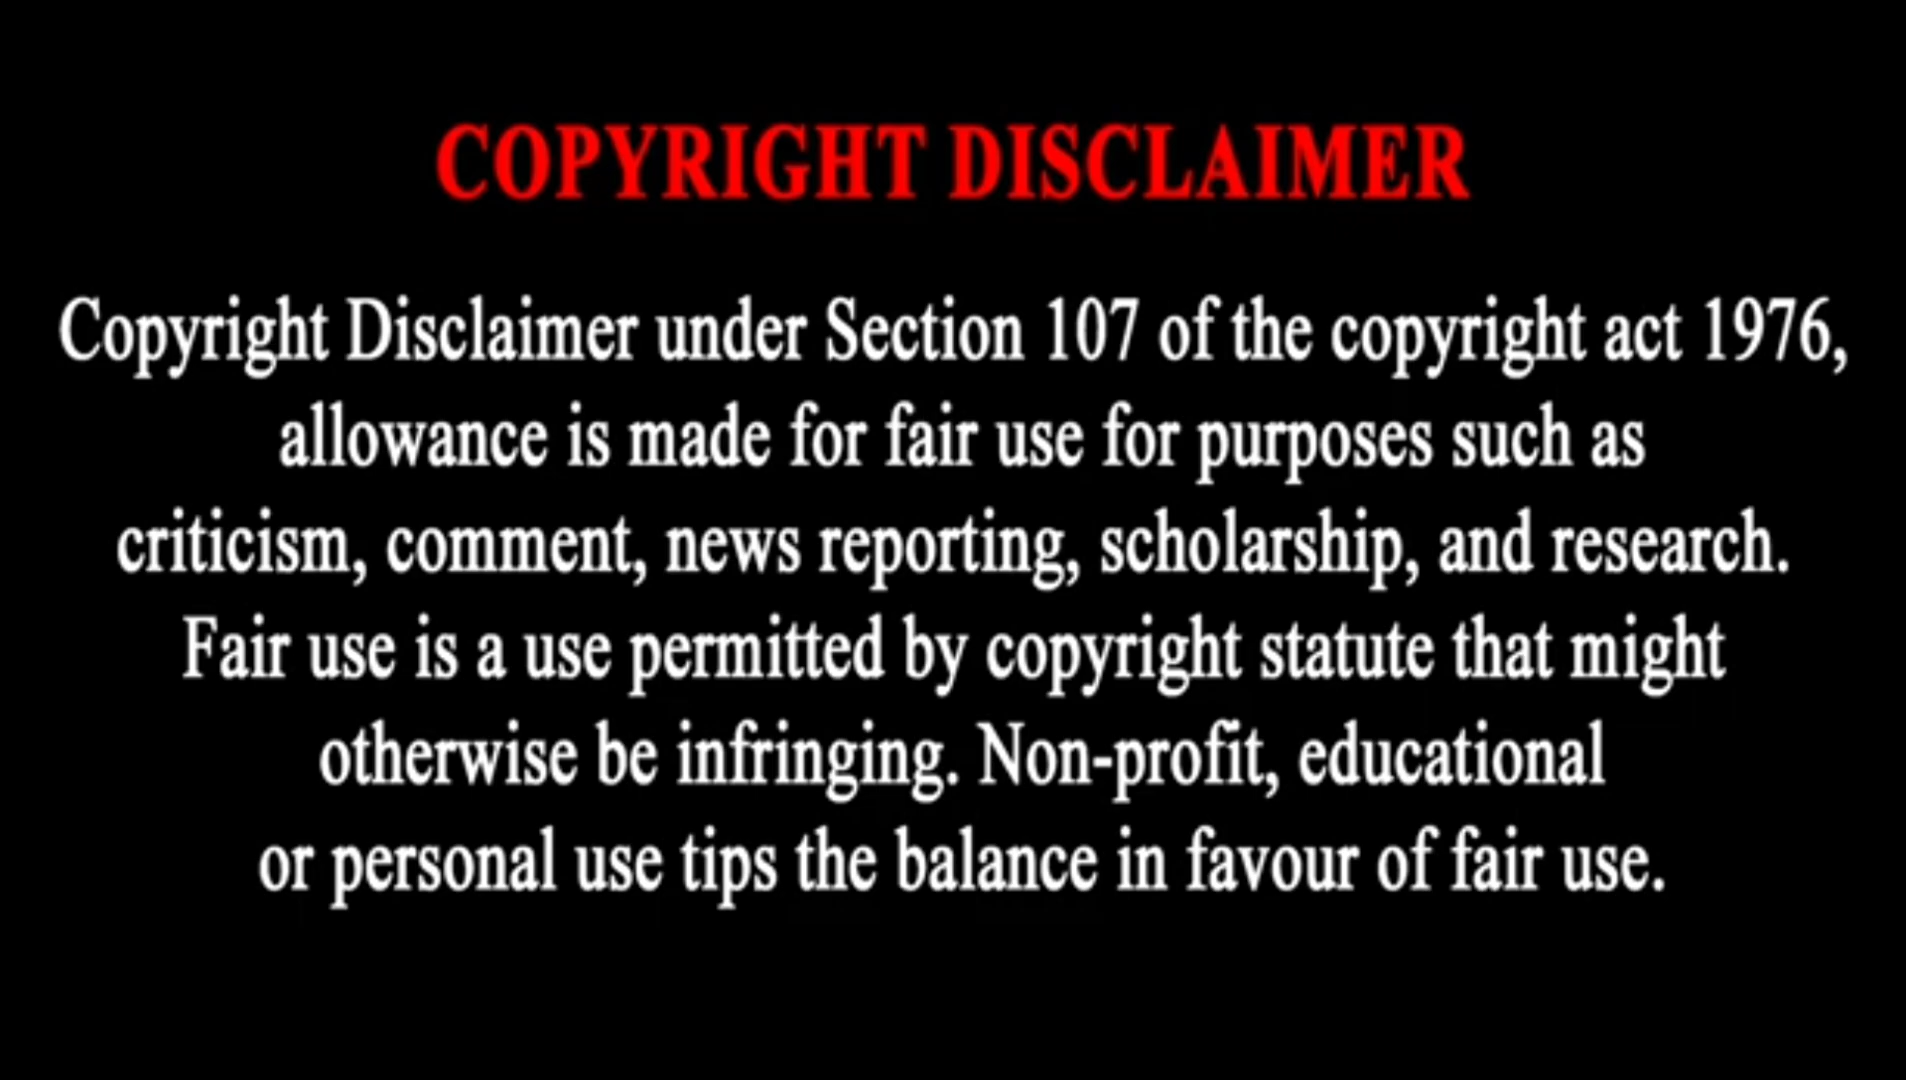 COPYRIGHT DISCLAIMER
Copyright Disclaimer under Section 107 of the copyright act 1976,
allowance is made for fair use for purposes such as
criticism, comment, news reporting, scholarship, and research.
Fair use is a use permitted by copyright statute that might
otherwise be infringing. Non-profit, educational
or personal use tips the balance in favour of fair use.